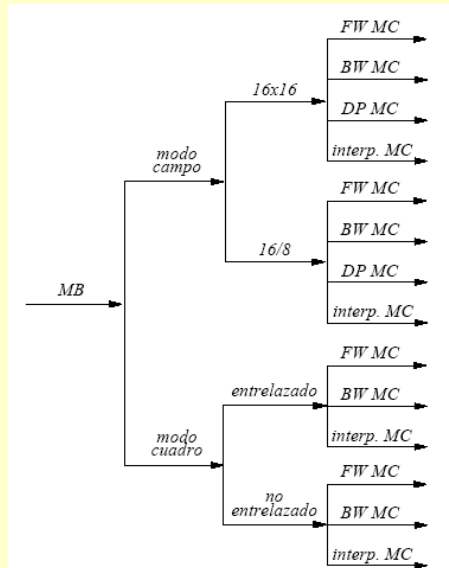 FW MC
BW MC
16x16
DP MC
modo
campo
interp. MC
FW MC
BW MC
16/8
DP MC
MB
interp. MC
FW MC
entrelazado
BW MC
modo
cuadro
interp. MC
FW MC
no
entrelazado
BW MC
interp. MC